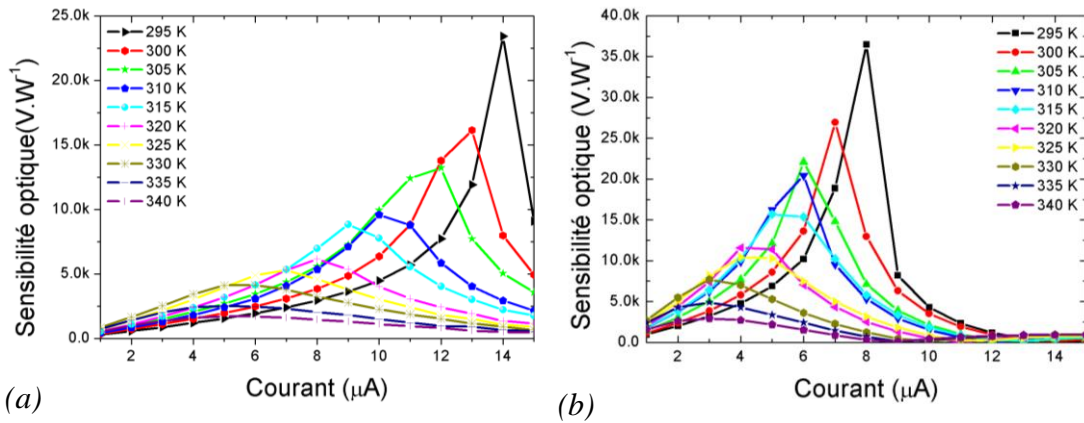 25.0k
20.0k
15.0k
10.0k
5.0k
0.0
Sensibilité optique(V.W⁻¹)
295 K
300 K
305 K
310 K
315 K
320 K
325 K
330 K
335 K
340 K
2 4 6 8 10 12 14
Courant (μA)
(a)
40.0k
35.0k
30.0k
25.0k
20.0k
15.0k
10.0k
5.0k
0.0
Sensibilité optique (V.W⁻¹)
295 K
300 K
305 K
310 K
315 K
320 K
325 K
330 K
335 K
340 K
2 4 6 8 10 12 14
Courant (μA)
(b)